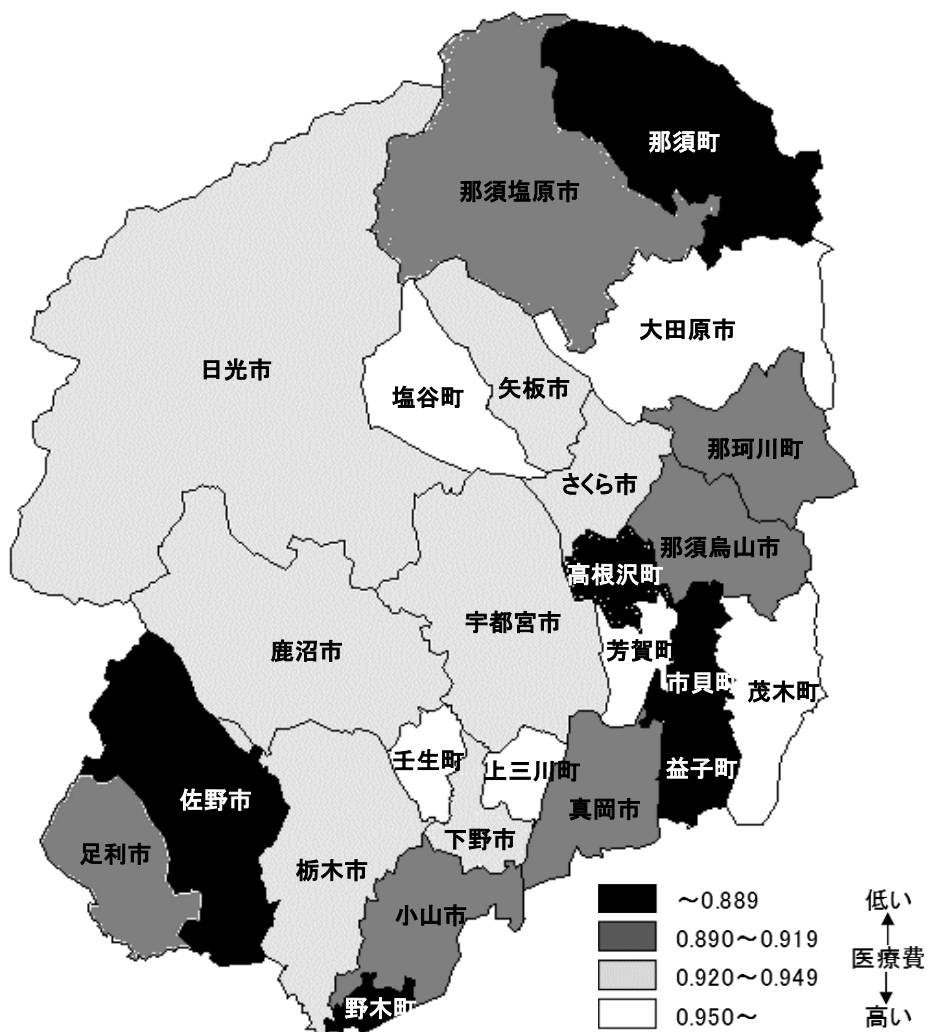 那須町
那須塩原市
大田原市
日光市
矢板市
塩谷町
那珂川町
さくら市
那須烏山市
高根沢町
宇都宮市
鹿沼市
芳賀町
市貝町
茂木町
壬生町
上三川町
益子町
佐野市
真岡市
下野市
足利市
栃木市
小山市
野木町
～0.889 低い
0.890～0.919
医療費
0.920～0.949
0.950～ 高い